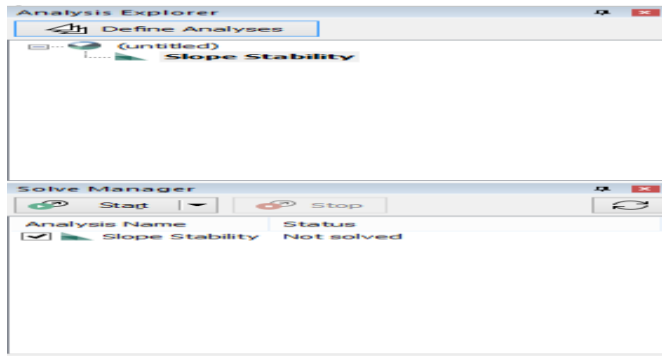 Analysis Explorer
Define Analyses
(untitled)
Slope Stability
Solve Manager
Start Stop
Analysis Name Status
Slope Stability Not solved